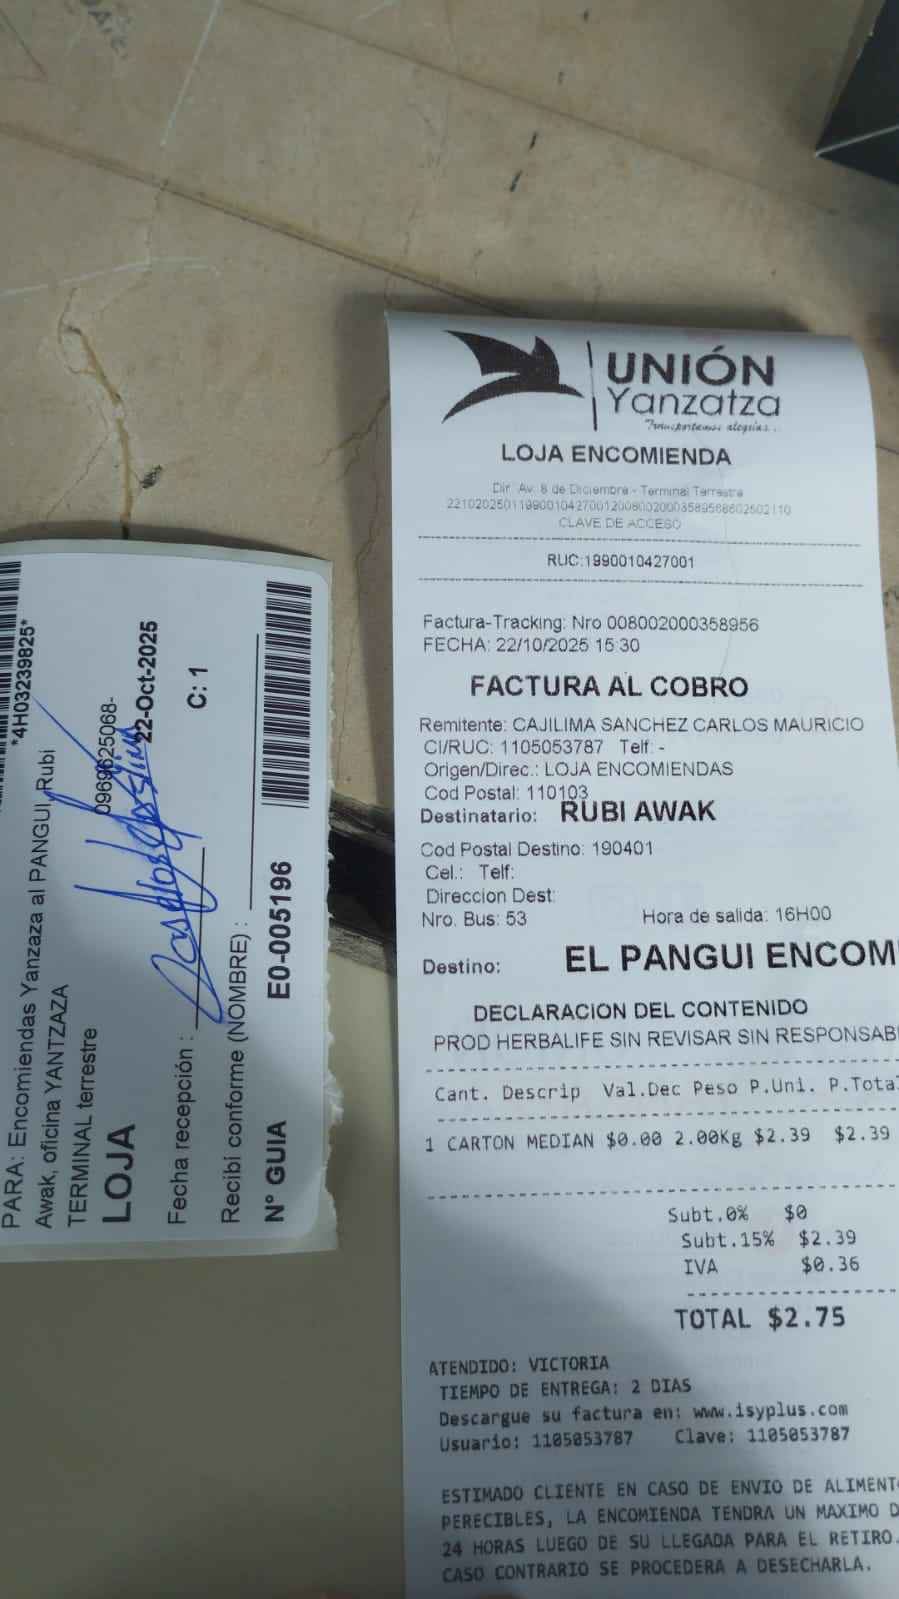 *4H03239825*
PARA: Encomiendas Yanzaza al PANGUI, Rubi
Awak, oficina YANTZAZA
0969625068-
TERMINAL terrestre
LOJA
22-Oct-2025
Fecha recepción :
C: 1
Recibí conforme (NOMBRE) :
N° GUIA E0-005196
UNIÓN
Yanzatza
Transportamos alegrías...
LOJA ENCOMIENDA
Dir: Av. 8 de Diciembre - Terminal Terrestre
CLAVE DE ACCESO
RUC:1990010427001
Factura-Tracking: Nro 008002000358956
FECHA: 22/10/2025 15:30
FACTURA AL COBRO
Remitente: CAJILIMA SANCHEZ CARLOS MAURICIO
CI/RUC: 1105053787 Telf: -
Origen/Direc.: LOJA ENCOMIENDAS
Cod Postal: 110103
Destinatario: RUBI AWAK
Cod Postal Destino: 190401
Cel.: Telf:
Direccion Dest:
Nro. Bus: 53 Hora de salida: 16H00
Destino: EL PANGUI ENCOMI
DECLARACION DEL CONTENIDO
PROD HERBALIFE SIN REVISAR SIN RESPONSABI
Cant. Descrip Val.Dec Peso P.Uni. P.Total
1 CARTON MEDIAN $0.00 2.00Kg $2.39 $2.39
Subt.0% $0
Subt.15% $2.39
IVA $0.36
TOTAL $2.75
ATENDIDO: VICTORIA
TIEMPO DE ENTREGA: 2 DIAS
Descargue su factura en: www.isyplus.com
Usuario: 1105053787 Clave: 1105053787
ESTIMADO CLIENTE EN CASO DE ENVIO DE ALIMENTO
PERECIBLES, LA ENCOMIENDA TENDRA UN MAXIMO D
24 HORAS LUEGO DE SU LLEGADA PARA EL RETIRO.
CASO CONTRARIO SE PROCEDERA A DESECHARLA.